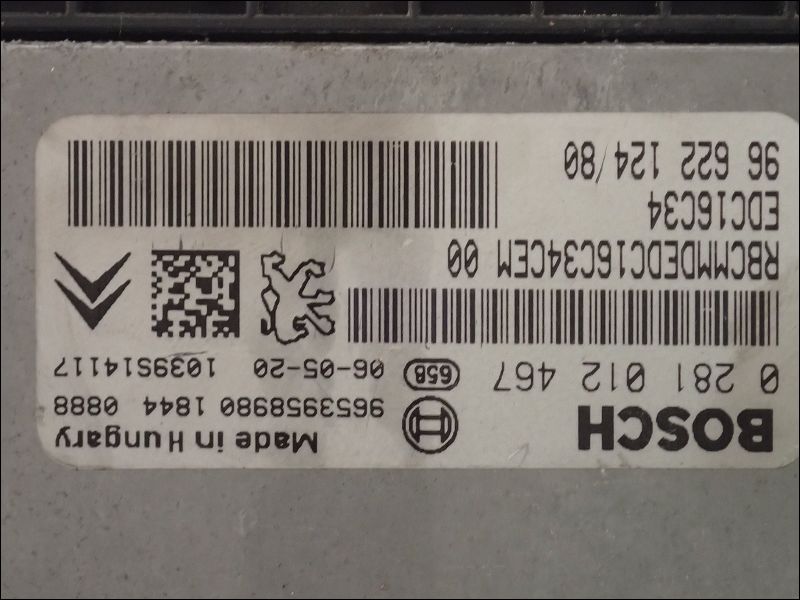 BOSCH Made in Hungary
9653958980 1844 0888
0 281 012 467 65B 06-05-20 1039S14117
RBCMMDEDC16C34CEM 00
EDC16C34
96 622 124/80